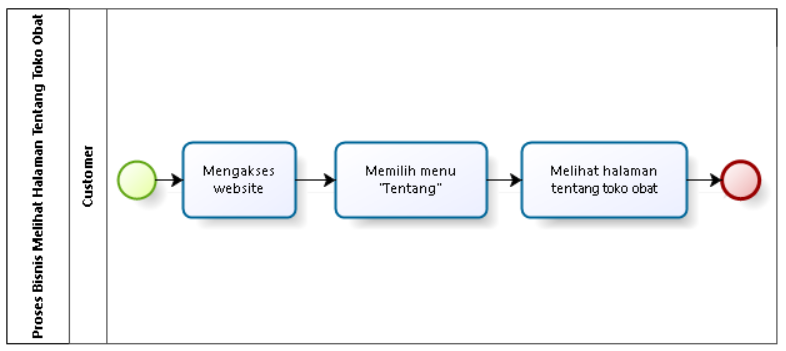 Proses Bisnis Melihat Halaman Tentang Toko Obat
Customer
Mengakses
website
Memilih menu
"Tentang"
Melihat halaman
tentang toko obat